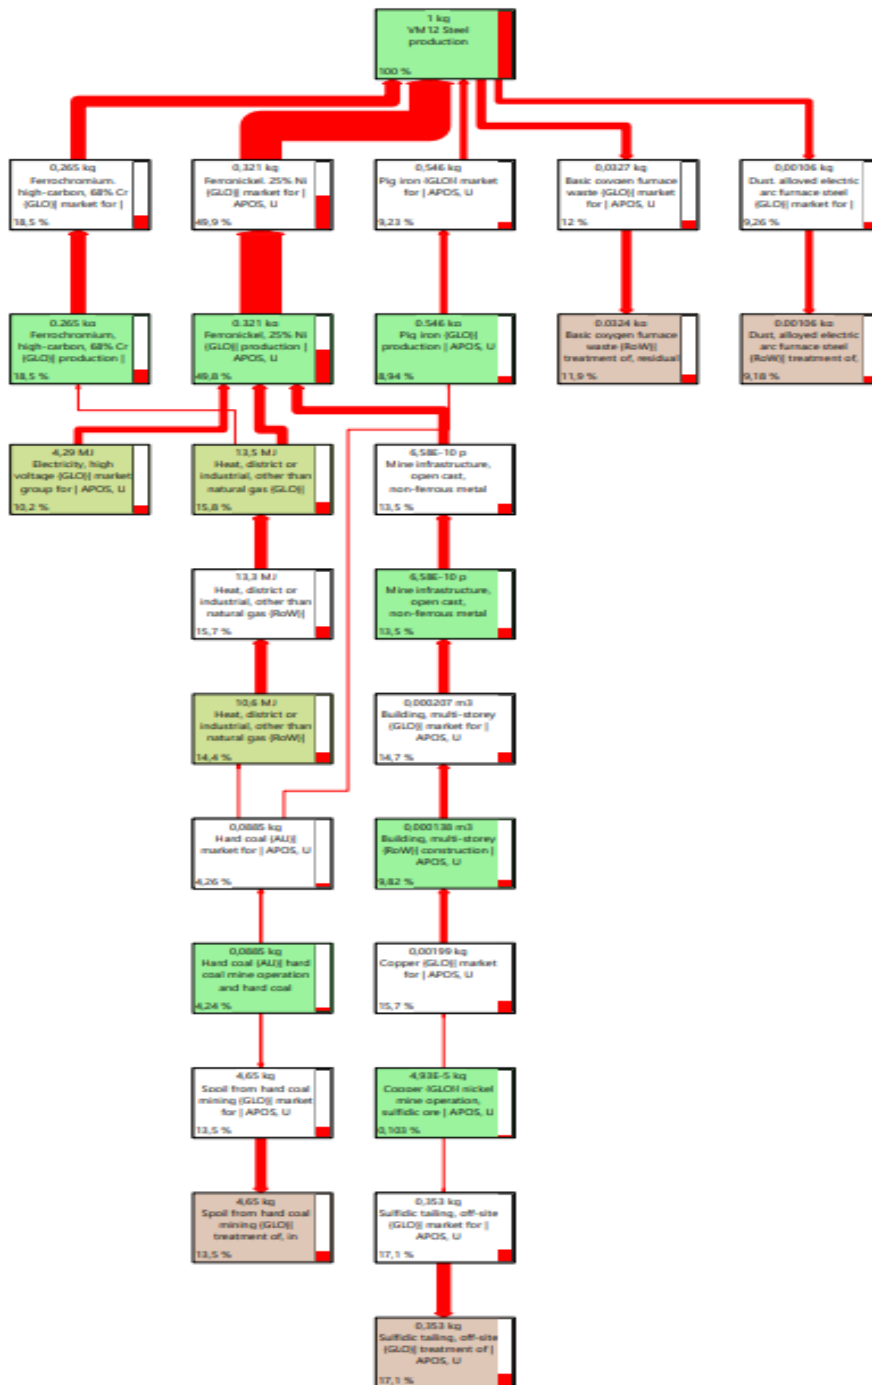 1 kg
VM12 Steel
production
100 %
0,265 kg
Ferrochromium,
high-carbon, 68% Cr
{GLO}| market for |
18,5 %
0,321 kg
Ferronickel, 25% Ni
{GLO}| market for |
APOS, U
49,9 %
0,546 kg
Pig iron {GLO}| market
for | APOS, U
9,23 %
0,0327 kg
Basic oxygen furnace
waste {GLO}| market
for | APOS, U
12 %
0,00106 kg
Dust, alloyed electric
arc furnace steel
{GLO}| market for |
9,26 %
0,265 kg
Ferrochromium,
high-carbon, 68% Cr
{GLO}| production |
18,5 %
0,321 kg
Ferronickel, 25% Ni
{GLO}| production |
APOS, U
49,8 %
0,546 kg
Pig iron {GLO}|
production | APOS, U
8,94 %
0,0324 kg
Basic oxygen furnace
waste {RoW}|
treatment of, residual
11,9 %
0,00106 kg
Dust, alloyed electric
arc furnace steel
{RoW}| treatment of,
9,18 %
4,29 MJ
Electricity, high
voltage {GLO}| market
group for | APOS, U
10,2 %
13,5 MJ
Heat, district or
industrial, other than
natural gas {GLO}|
15,8 %
6,58E-10 p
Mine infrastructure,
open cast,
non-ferrous metal
13,5 %
13,3 MJ
Heat, district or
industrial, other than
natural gas {RoW}|
15,7 %
6,58E-10 p
Mine infrastructure,
open cast,
non-ferrous metal
13,5 %
10,6 MJ
Heat, district or
industrial, other than
natural gas {RoW}|
14,4 %
0,000207 m3
Building, multi-storey
{GLO}| market for |
APOS, U
14,7 %
0,0885 kg
Hard coal {AU}|
market for | APOS, U
4,26 %
0,000138 m3
Building, multi-storey
{RoW}| construction |
APOS, U
9,82 %
0,0885 kg
Hard coal {AU}| hard
coal mine operation
and hard coal
4,24 %
0,00199 kg
Copper {GLO}| market
for | APOS, U
15,7 %
4,65 kg
Spoil from hard coal
mining {GLO}| market
for | APOS, U
13,5 %
4,93E-5 kg
Copper {GLO}| nickel
mine operation,
sulfidic ore | APOS, U
0,103 %
4,65 kg
Spoil from hard coal
mining {GLO}|
treatment of, in
13,5 %
0,353 kg
Sulfidic tailing, off-site
{GLO}| market for |
APOS, U
17,1 %
0,353 kg
Sulfidic tailing, off-site
{GLO}| treatment of |
APOS, U
17,1 %